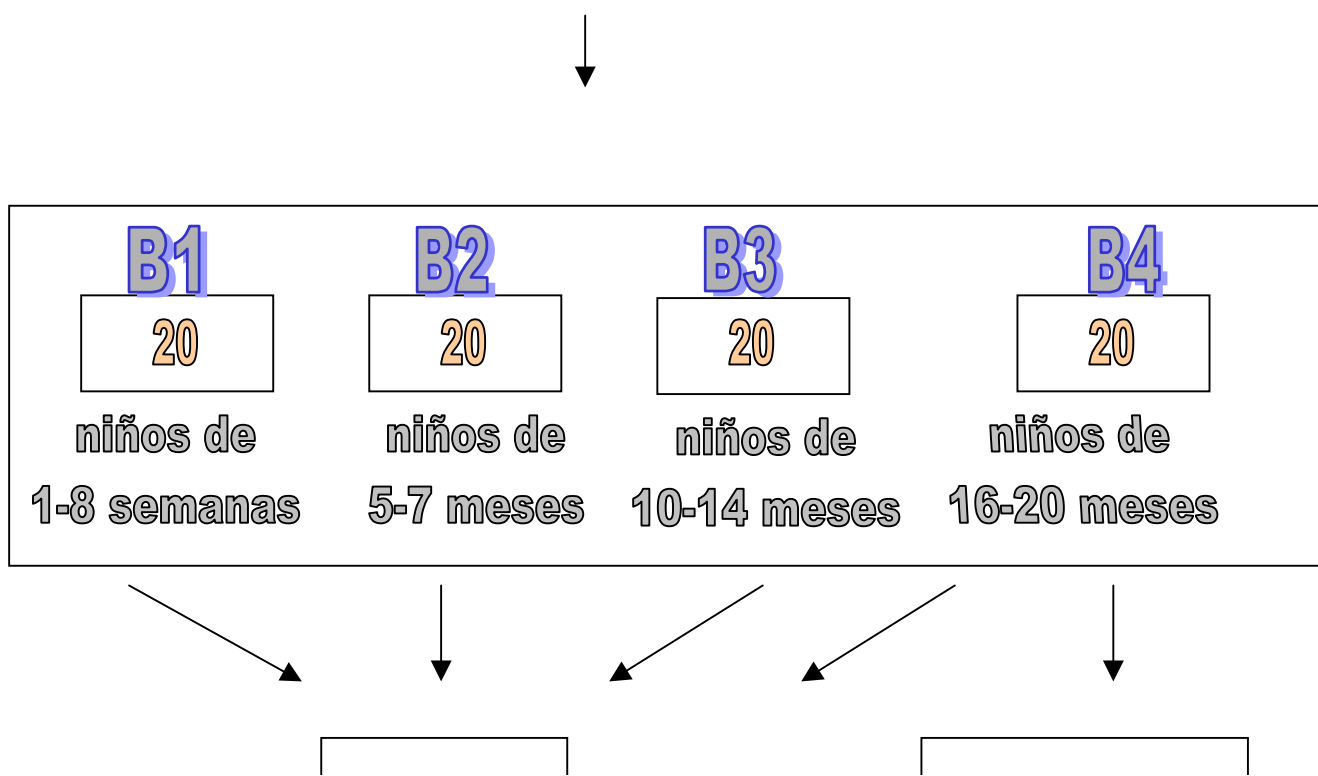 B1 B2 B3 B4
20 20 20 20
niños de niños de niños de niños de
1-8 semanas 5-7 meses 10-14 meses 16-20 meses